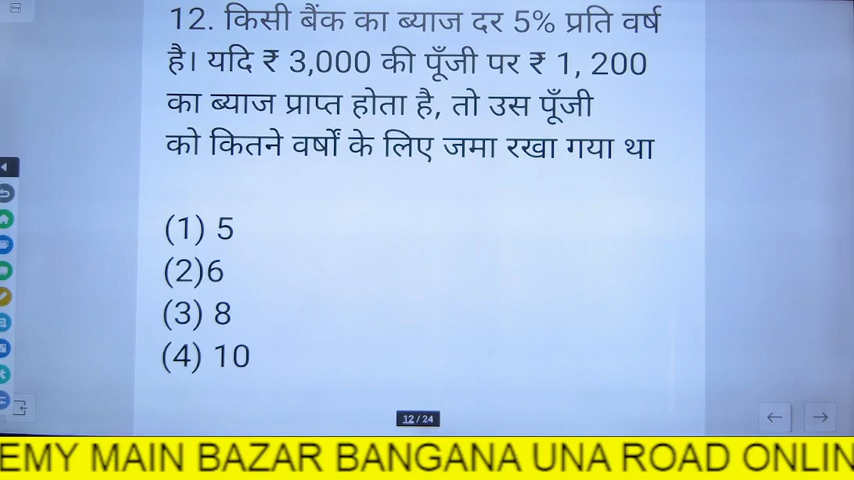 12. किसी बैंक का ब्याज दर 5% प्रति वर्ष
है। यदि ₹ 3,000 की पूँजी पर ₹ 1, 200
का ब्याज प्राप्त होता है, तो उस पूँजी
को कितने वर्षों के लिए जमा रखा गया था
(1) 5
(2)6
(3) 8
(4) 10
12 / 24
EMY MAIN BAZAR BANGANA UNA ROAD ONLIN